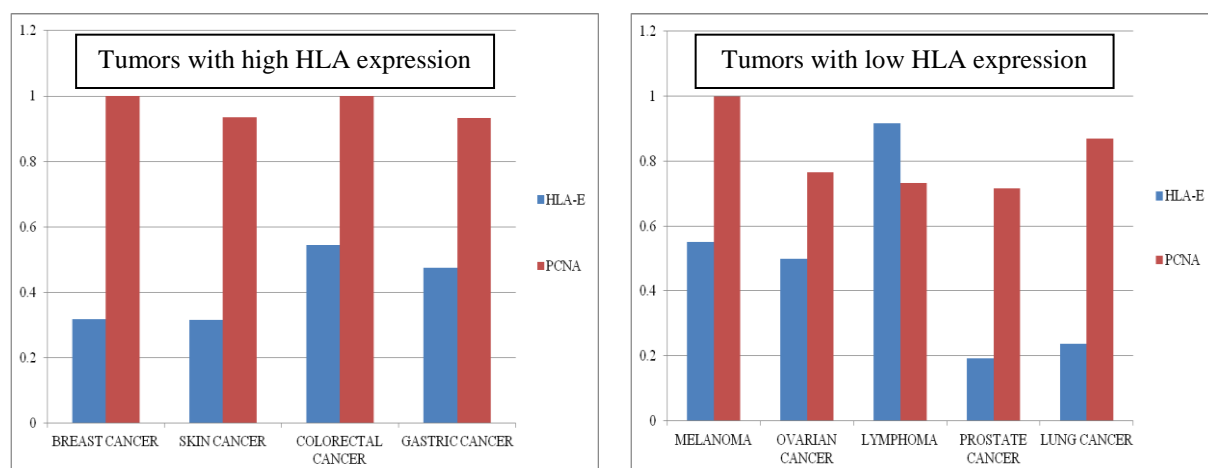 Tumors with high HLA expression
1.2
1
0.8
0.6
0.4
0.2
0
BREAST CANCER SKIN CANCER COLORECTAL GASTRIC CANCER
CANCER
HLA-E
PCNA
Tumors with low HLA expression
1.2
1
0.8
0.6
0.4
0.2
0
MELANOMA OVARIAN LYMPHOMA PROSTATE LUNG CANCER
CANCER CANCER
HLA-E
PCNA